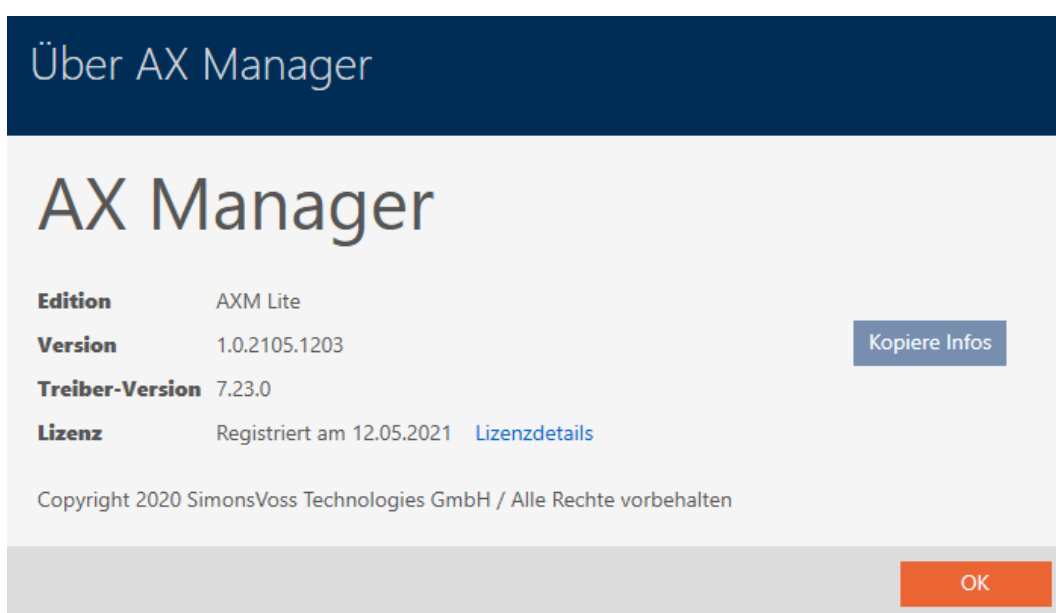 Über AX Manager
AX Manager
Edition AXM Lite
Version 1.0.2105.1203
Kopiere Infos
Treiber-Version 7.23.0
Lizenz Registriert am 12.05.2021 Lizenzdetails
Copyright 2020 SimonsVoss Technologies GmbH / Alle Rechte vorbehalten
OK